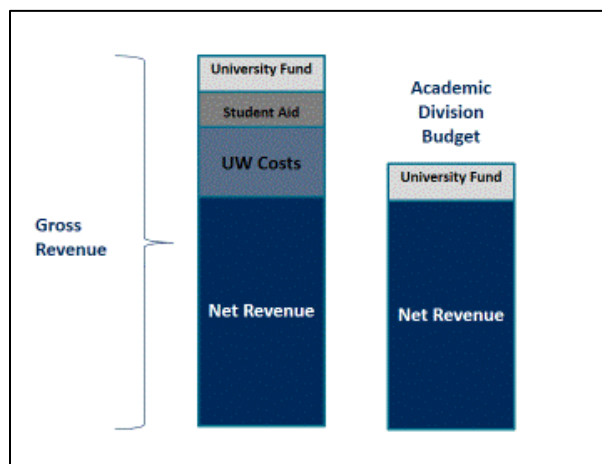 University Fund
Student Aid
UW Costs
Net Revenue
Gross
Revenue
Academic
Division
Budget
University Fund
Net Revenue